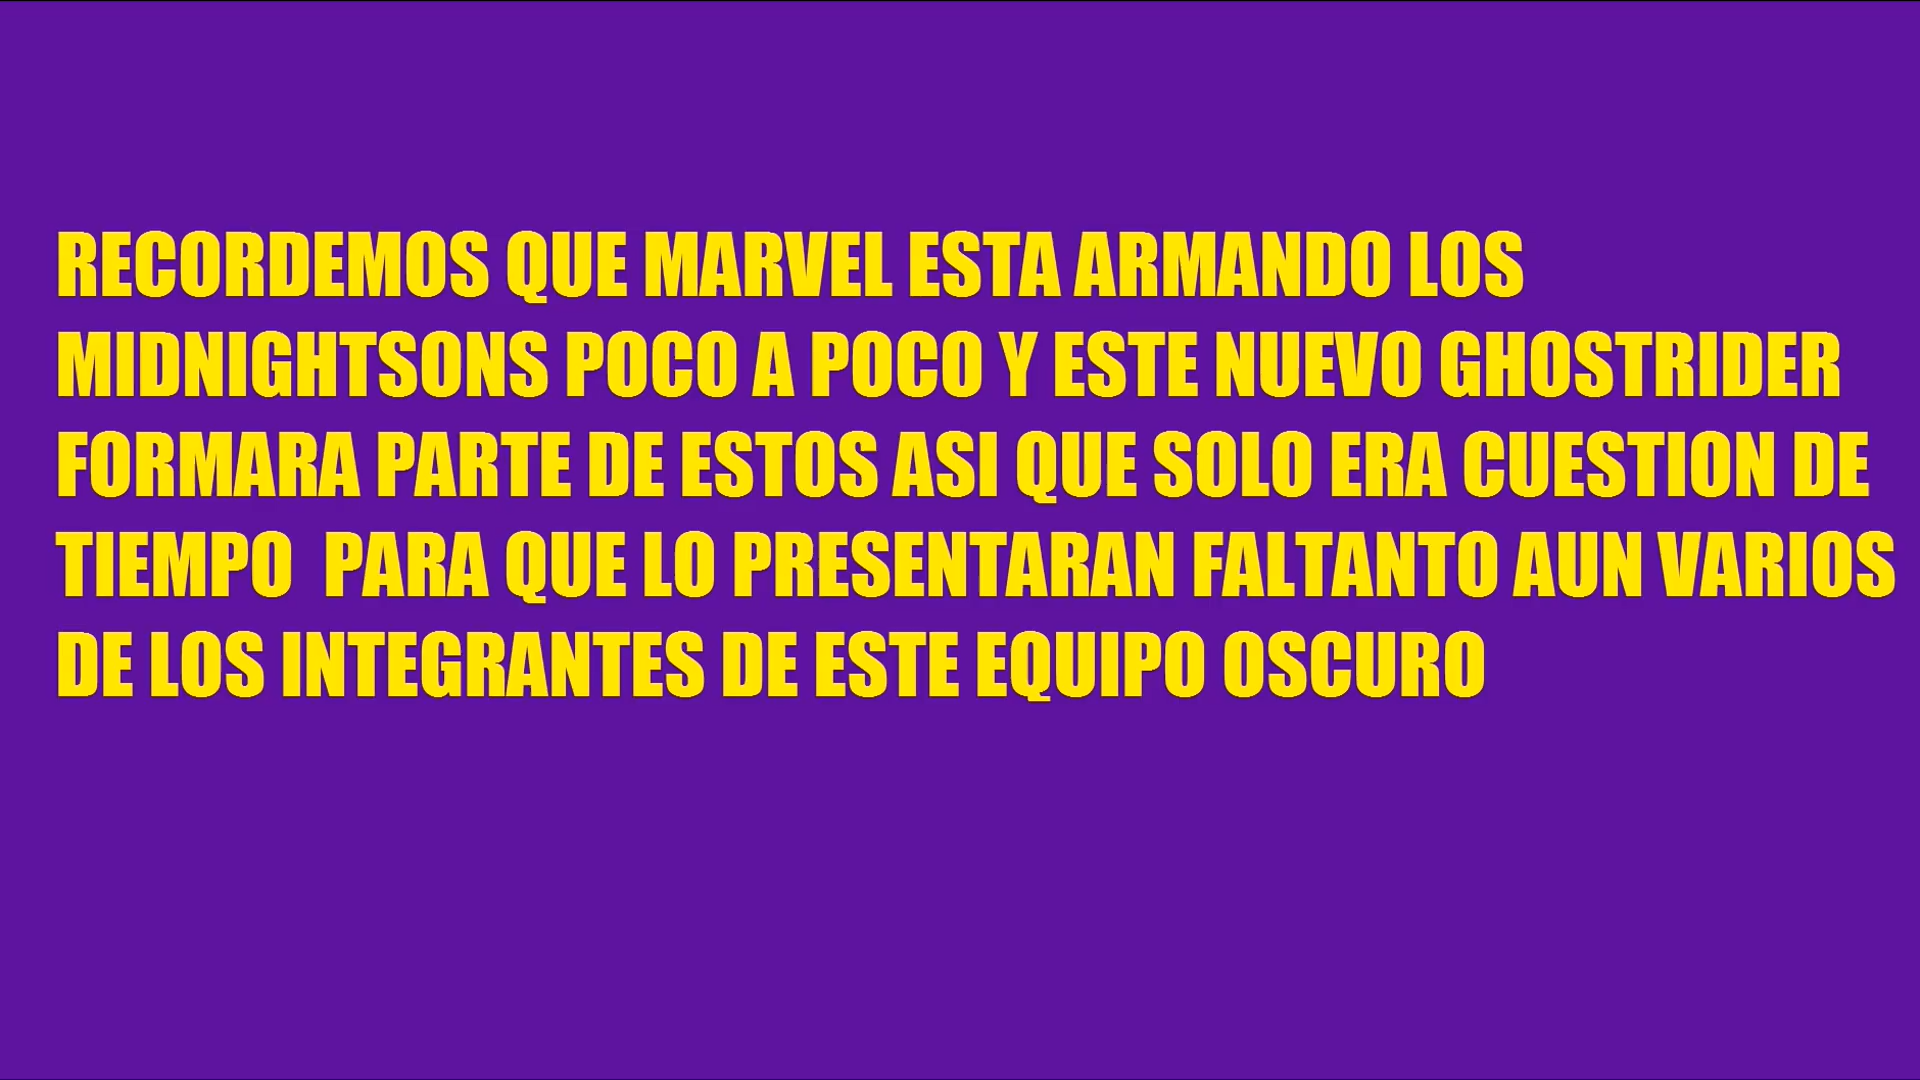 RECORDEMOS QUE MARVEL ESTA ARMANDO LOS
MIDNIGHTSONS POCO A POCO Y ESTE NUEVO GHOSTRIDER
FORMARA PARTE DE ESTOS ASI QUE SOLO ERA CUESTION DE
TIEMPO  PARA QUE LO PRESENTARAN FALTANTO AUN VARIOS
DE LOS INTEGRANTES DE ESTE EQUIPO OSCURO